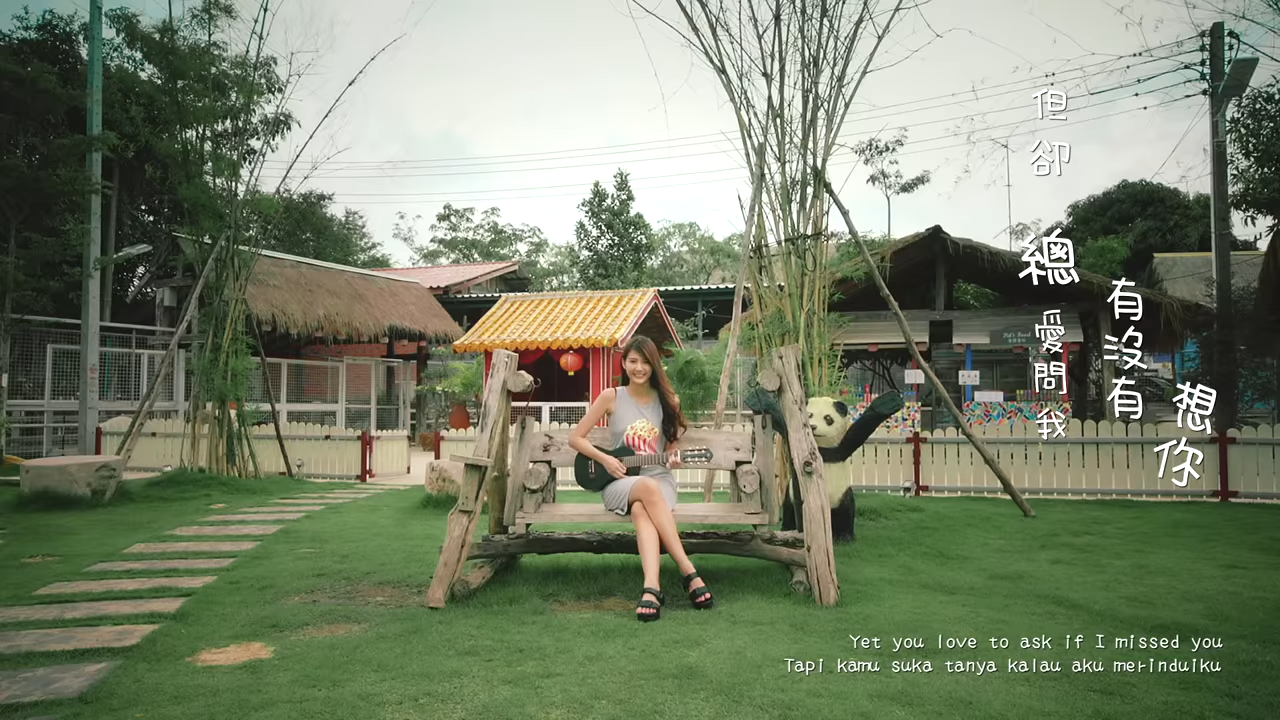 但卻
總愛問我
有沒有
想你
Yet you love to ask if I missed you
Tapi kamu suka tanya kalau aku merinduiku